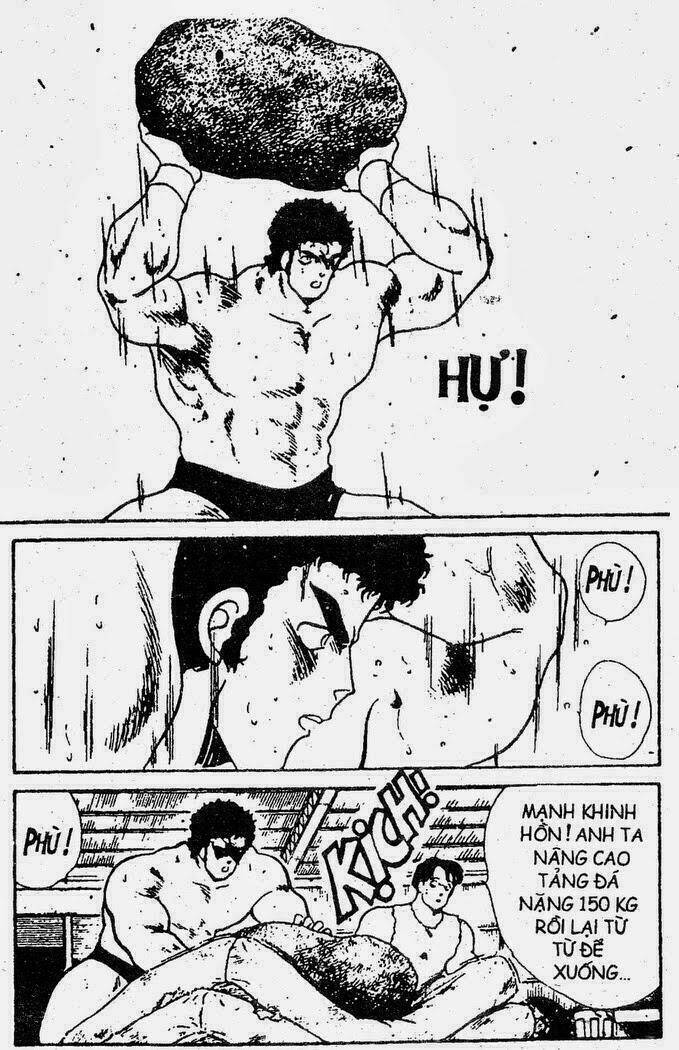 HỰ!
PHÙ!
PHÙ!
PHÙ!
KỊCH!
MẠNH KHINH
HỒN! ANH TA
NÂNG CAO
TẢNG ĐÁ
NẶNG 150 KG
RỒI LẠI TỪ
TỪ ĐỂ
XUỐNG...